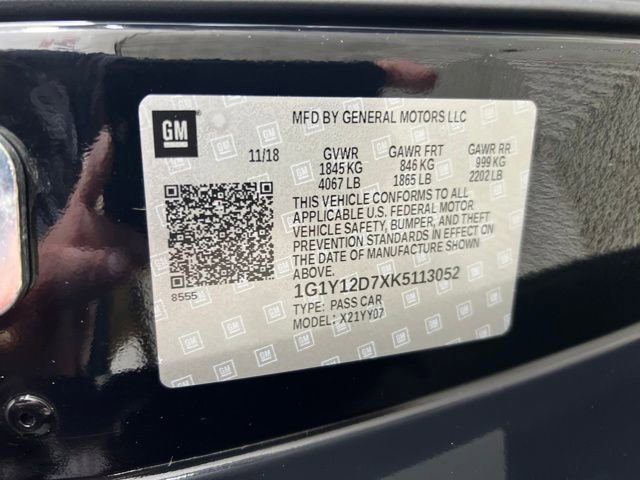 GM
MFD BY GENERAL MOTORS LLC
11/18 GVWR GAWR FRT GAWR RR
1845 KG 846 KG 999 KG
4067 LB 1865 LB 2202 LB
THIS VEHICLE CONFORMS TO ALL
APPLICABLE U.S. FEDERAL MOTOR
VEHICLE SAFETY, BUMPER, AND THEFT
PREVENTION STANDARDS IN EFFECT ON
THE DATE OF MANUFACTURE SHOWN
ABOVE.
8555
1G1Y12D7XK5113052
TYPE: PASS CAR
MODEL: X21YY07